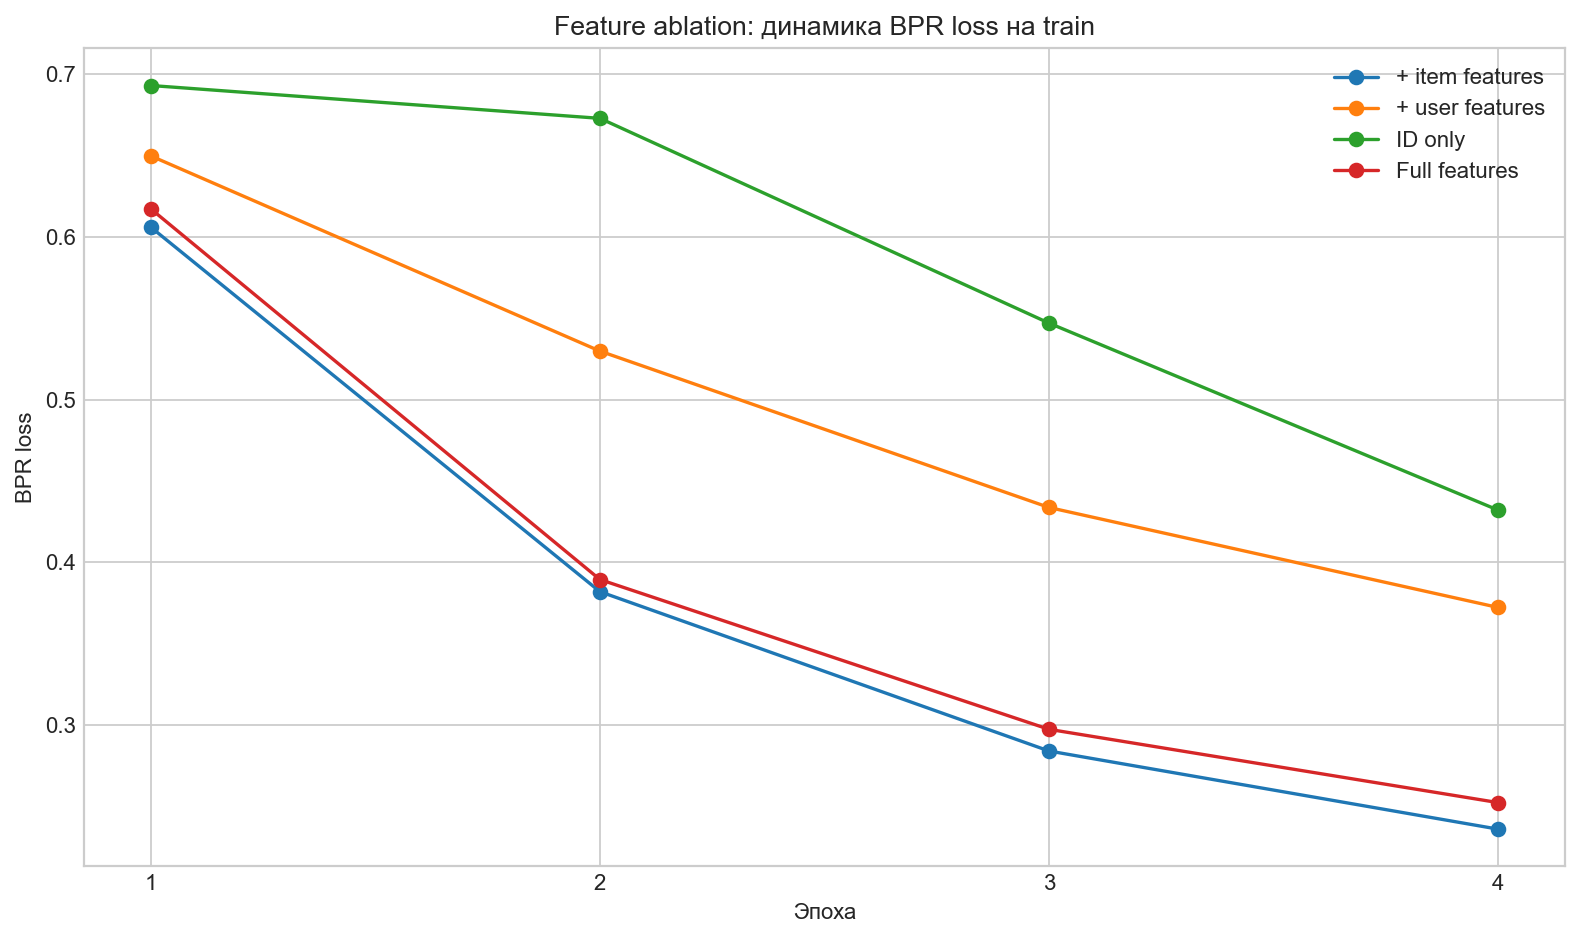 Feature ablation: динамика BPR loss на train
+ item features
+ user features
ID only
Full features
BPR loss
0.7
0.6
0.5
0.4
0.3
1 2 3 4
Эпоха